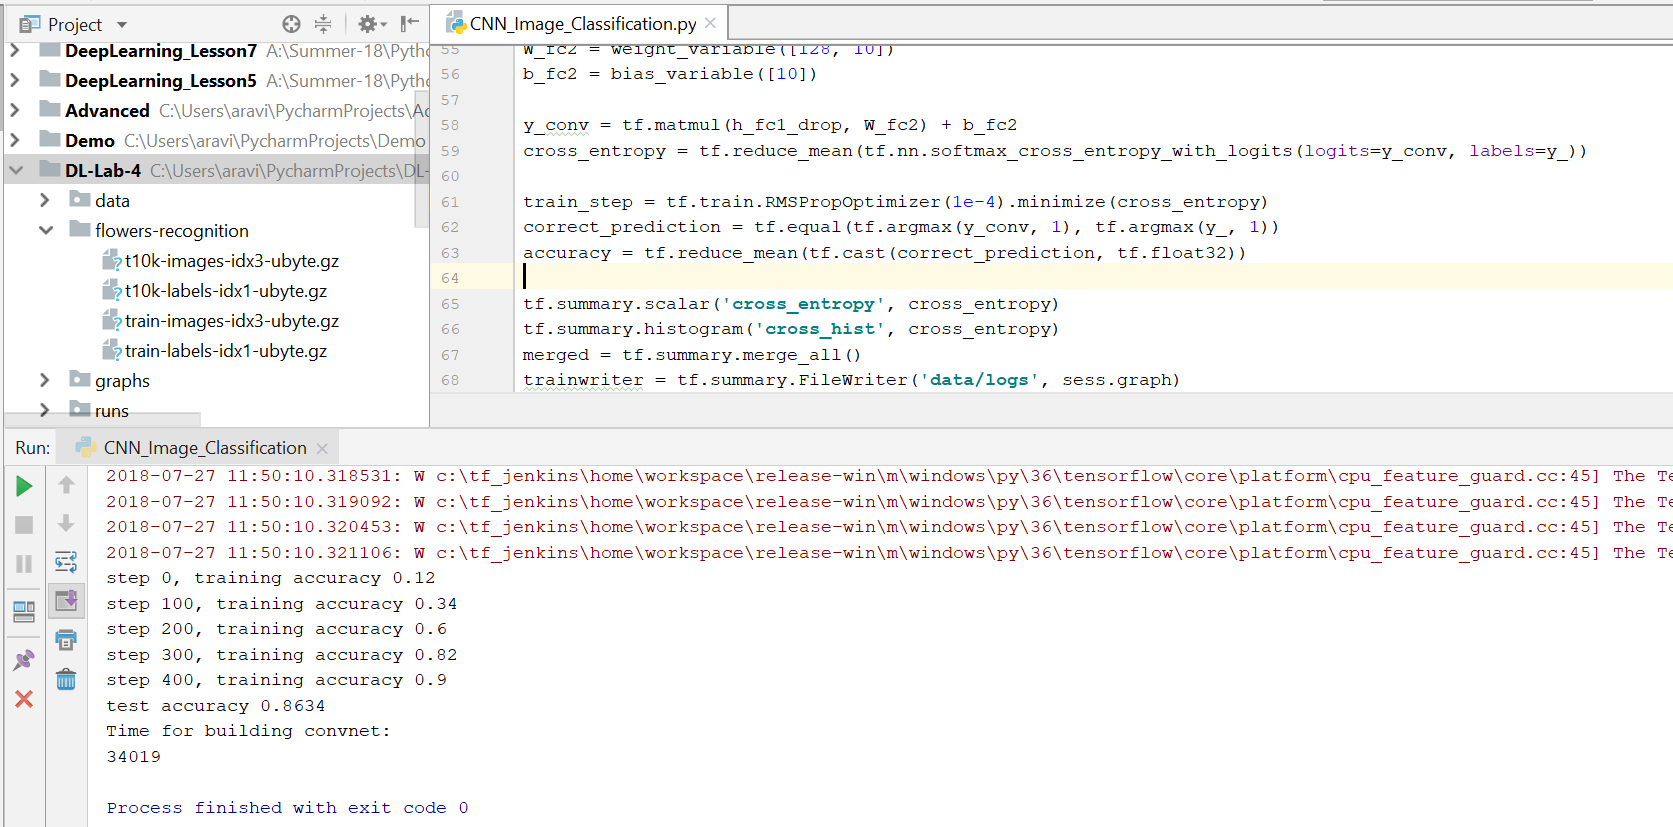 Project
DeepLearning_Lesson7 A:\Summer-18\Pytho
DeepLearning_Lesson5 A:\Summer-18\Pytho
Advanced C:\Users\aravi\PycharmProjects\Ad
Demo C:\Users\aravi\PycharmProjects\Demo
DL-Lab-4 C:\Users\aravi\PycharmProjects\DL-
data
flowers-recognition
t10k-images-idx3-ubyte.gz
t10k-labels-idx1-ubyte.gz
train-images-idx3-ubyte.gz
train-labels-idx1-ubyte.gz
graphs
runs
CNN_Image_Classification.py
55 W_fc2 = weight_variable([128, 10])
56 b_fc2 = bias_variable([10])
57
58 y_conv = tf.matmul(h_fc1_drop, W_fc2) + b_fc2
59 cross_entropy = tf.reduce_mean(tf.nn.softmax_cross_entropy_with_logits(logits=y_conv, labels=y_))
60
61 train_step = tf.train.RMSPropOptimizer(1e-4).minimize(cross_entropy)
62 correct_prediction = tf.equal(tf.argmax(y_conv, 1), tf.argmax(y_, 1))
63 accuracy = tf.reduce_mean(tf.cast(correct_prediction, tf.float32))
64
65 tf.summary.scalar('cross_entropy', cross_entropy)
66 tf.summary.histogram('cross_hist', cross_entropy)
67 merged = tf.summary.merge_all()
68 trainwriter = tf.summary.FileWriter('data/logs', sess.graph)
Run: CNN_Image_Classification
2018-07-27 11:50:10.318531: W c:\tf_jenkins\home\workspace\release-win\m\windows\py\36\tensorflow\core\platform\cpu_feature_guard.cc:45] The Te
2018-07-27 11:50:10.319092: W c:\tf_jenkins\home\workspace\release-win\m\windows\py\36\tensorflow\core\platform\cpu_feature_guard.cc:45] The Te
2018-07-27 11:50:10.320453: W c:\tf_jenkins\home\workspace\release-win\m\windows\py\36\tensorflow\core\platform\cpu_feature_guard.cc:45] The Te
2018-07-27 11:50:10.321106: W c:\tf_jenkins\home\workspace\release-win\m\windows\py\36\tensorflow\core\platform\cpu_feature_guard.cc:45] The Te
step 0, training accuracy 0.12
step 100, training accuracy 0.34
step 200, training accuracy 0.6
step 300, training accuracy 0.82
step 400, training accuracy 0.9
test accuracy 0.8634
Time for building convnet:
34019
Process finished with exit code 0